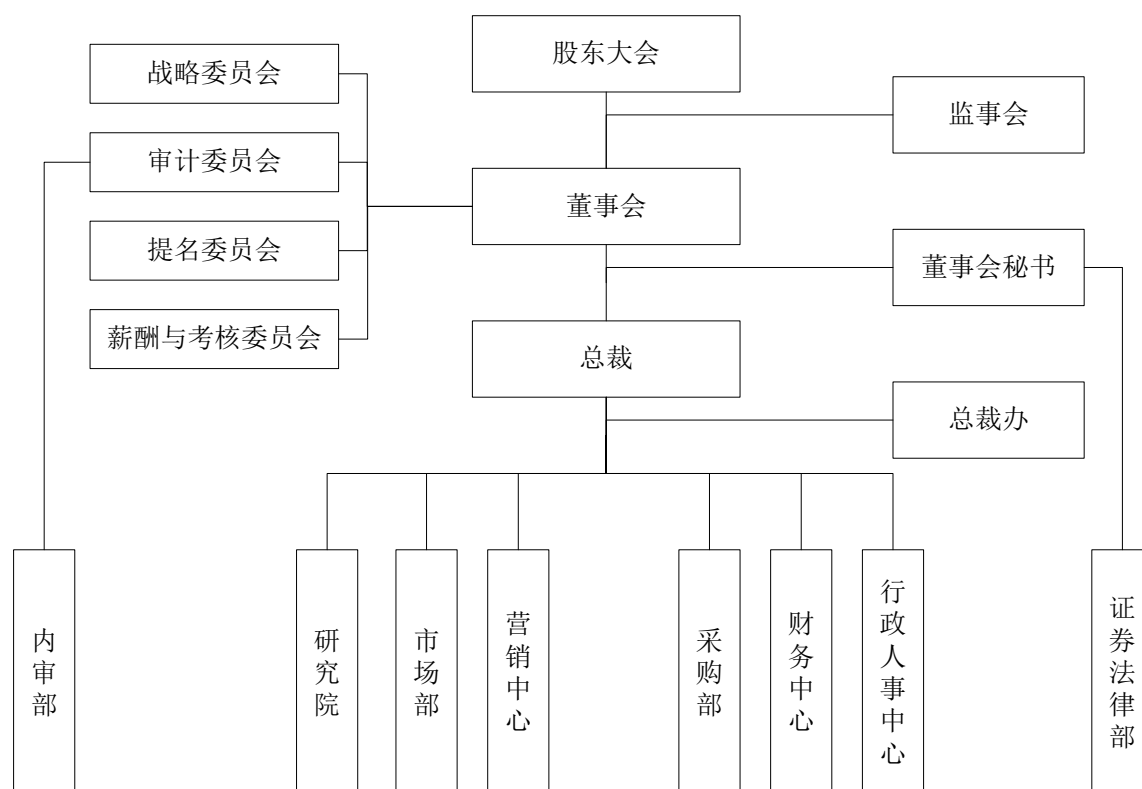 股东大会
战略委员会
监事会
审计委员会
董事会
提名委员会
董事会秘书
薪酬与考核委员会
总裁
总裁办
内审部
研究院
市场部
营销中心
采购部
财务中心
行政人事中心
证券法律部